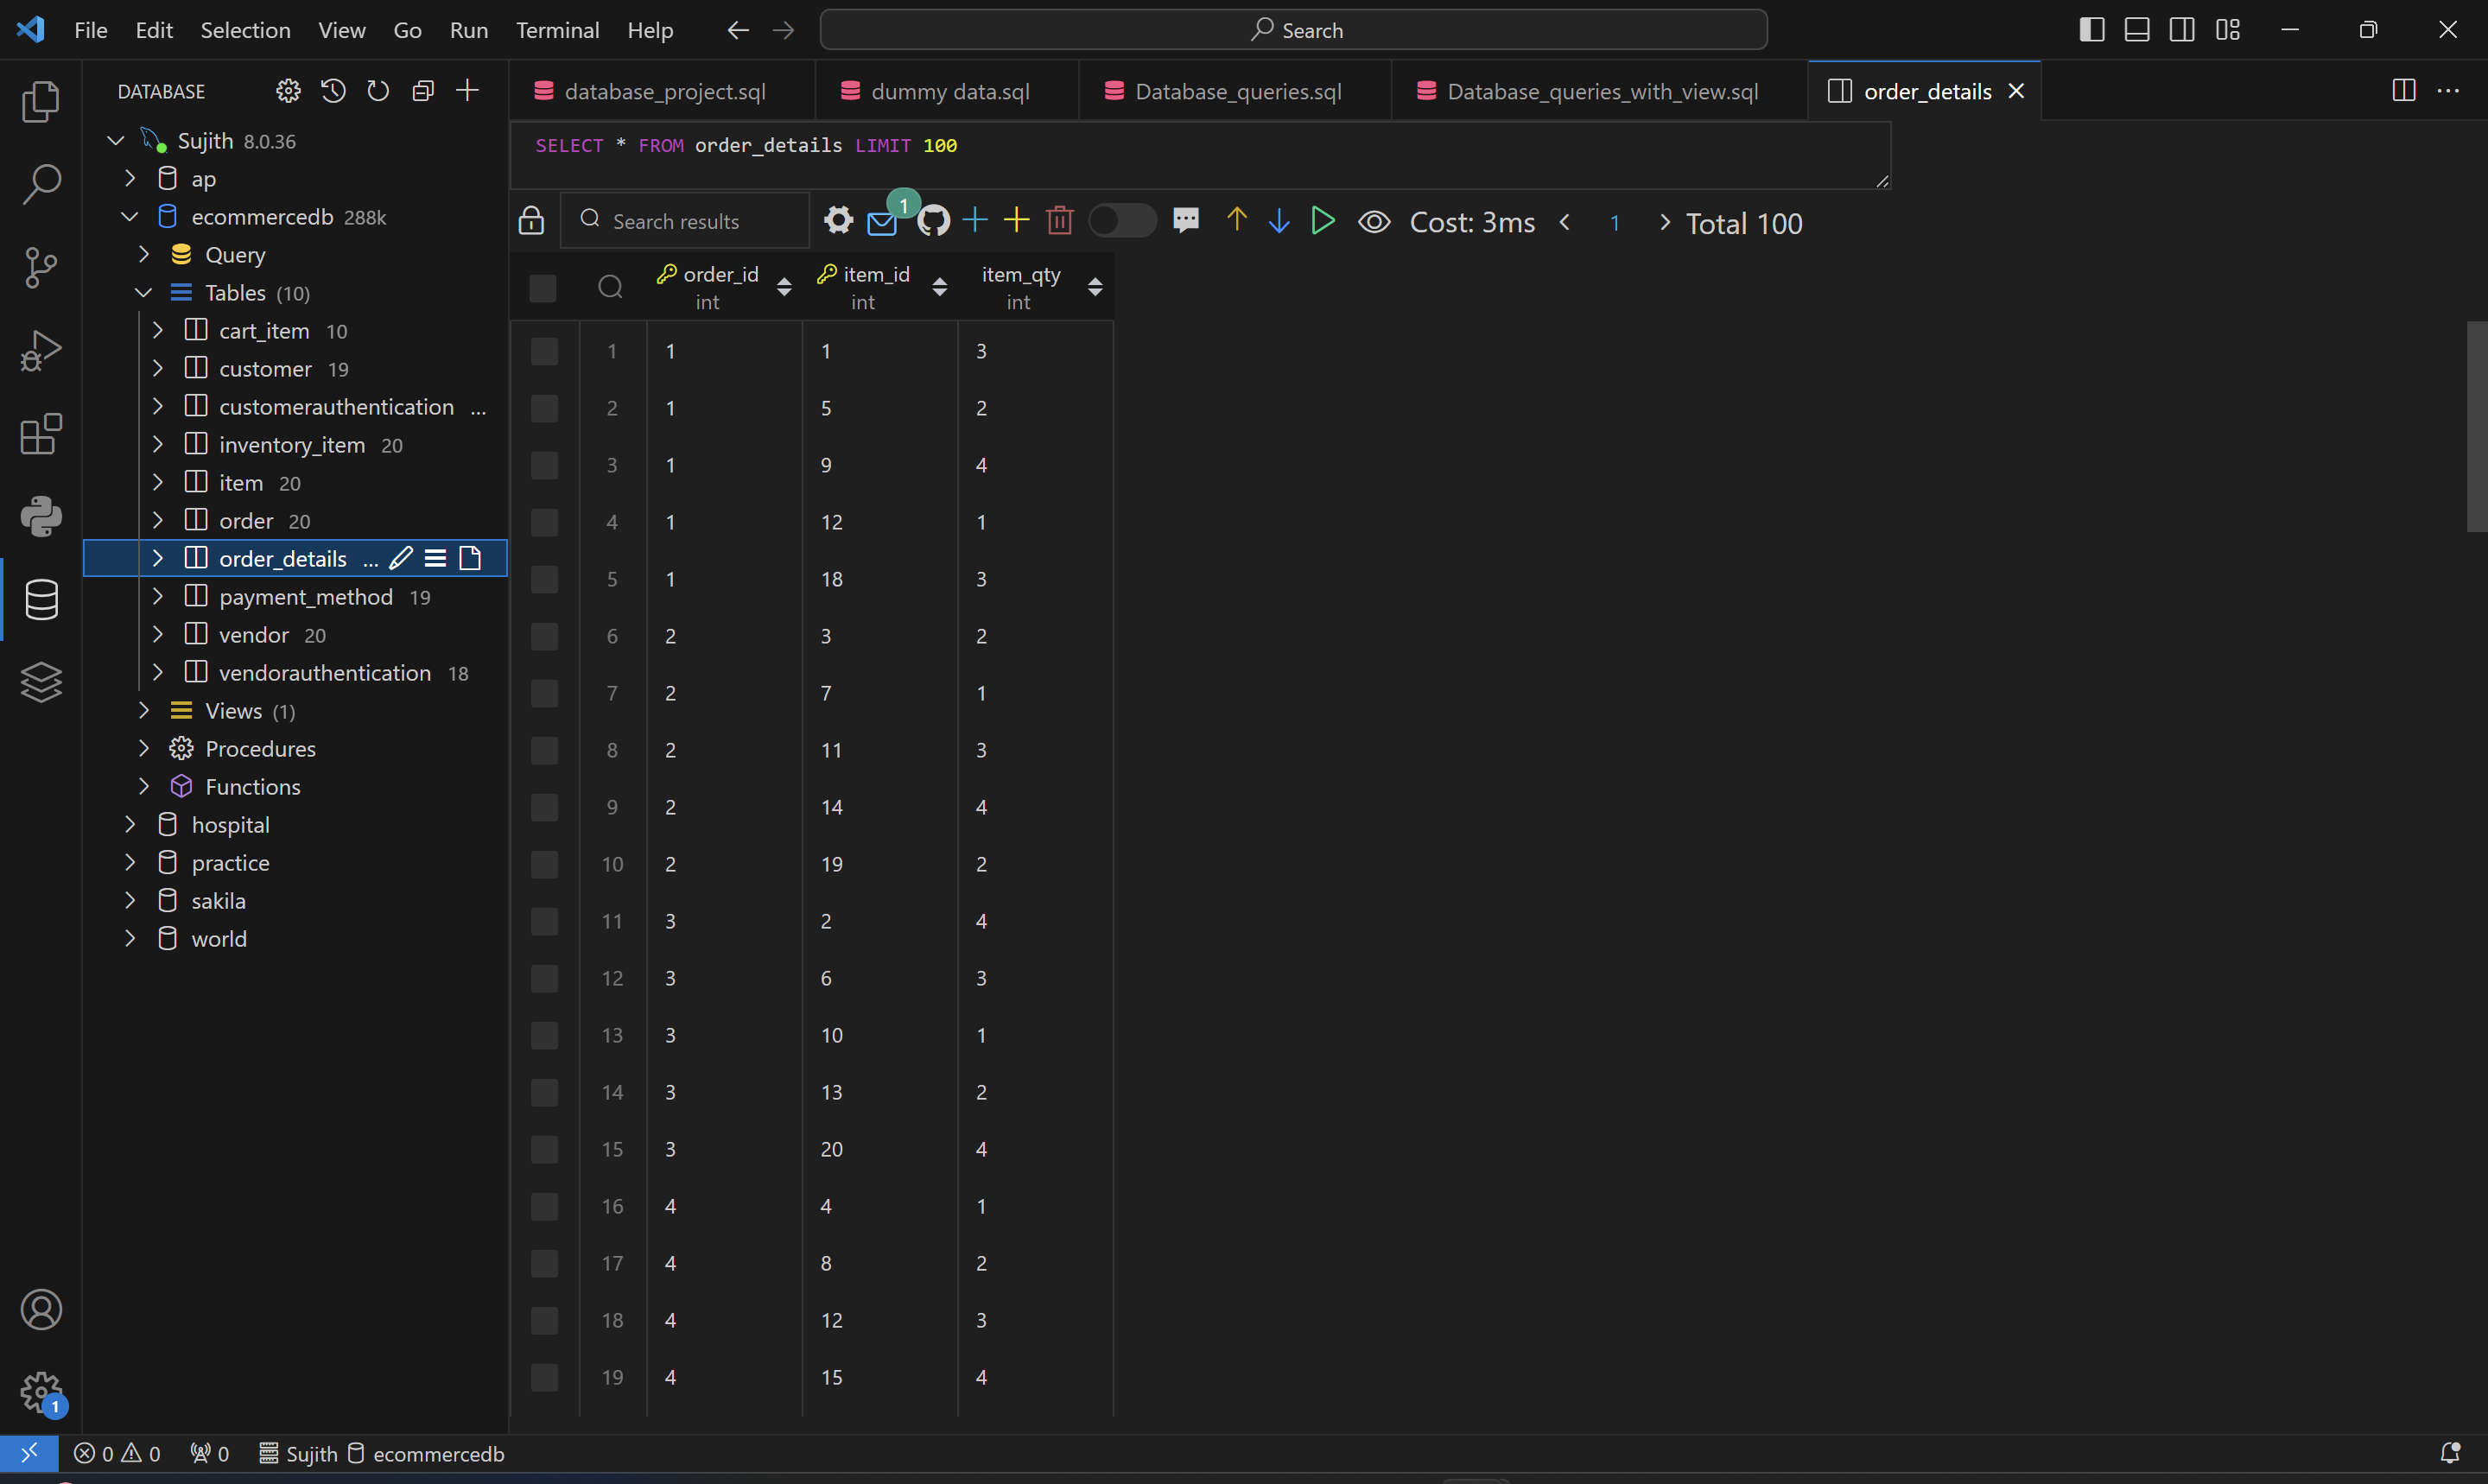 File Edit Selection View Go Run Terminal Help Search
DATABASE
database_project.sql dummy data.sql Database_queries.sql Database_queries_with_view.sql order_details
Sujith 8.0.36
ap
ecommercedb 288k
Query
Tables (10)
cart_item 10
customer 19
customerauthentication ...
inventory_item 20
item 20
order 20
order_details ...
payment_method 19
vendor 20
vendorauthentication 18
Views (1)
Procedures
Functions
hospital
practice
sakila
world
SELECT * FROM order_details LIMIT 100
Search results 1 Cost: 3ms 1 Total 100
order_id item_id item_qty
int int int
1 1 1 3
2 1 5 2
3 1 9 4
4 1 12 1
5 1 18 3
6 2 3 2
7 2 7 1
8 2 11 3
9 2 14 4
10 2 19 2
11 3 2 4
12 3 6 3
13 3 10 1
14 3 13 2
15 3 20 4
16 4 4 1
17 4 8 2
18 4 12 3
19 4 15 4
1
0 0 0 Sujith ecommercedb